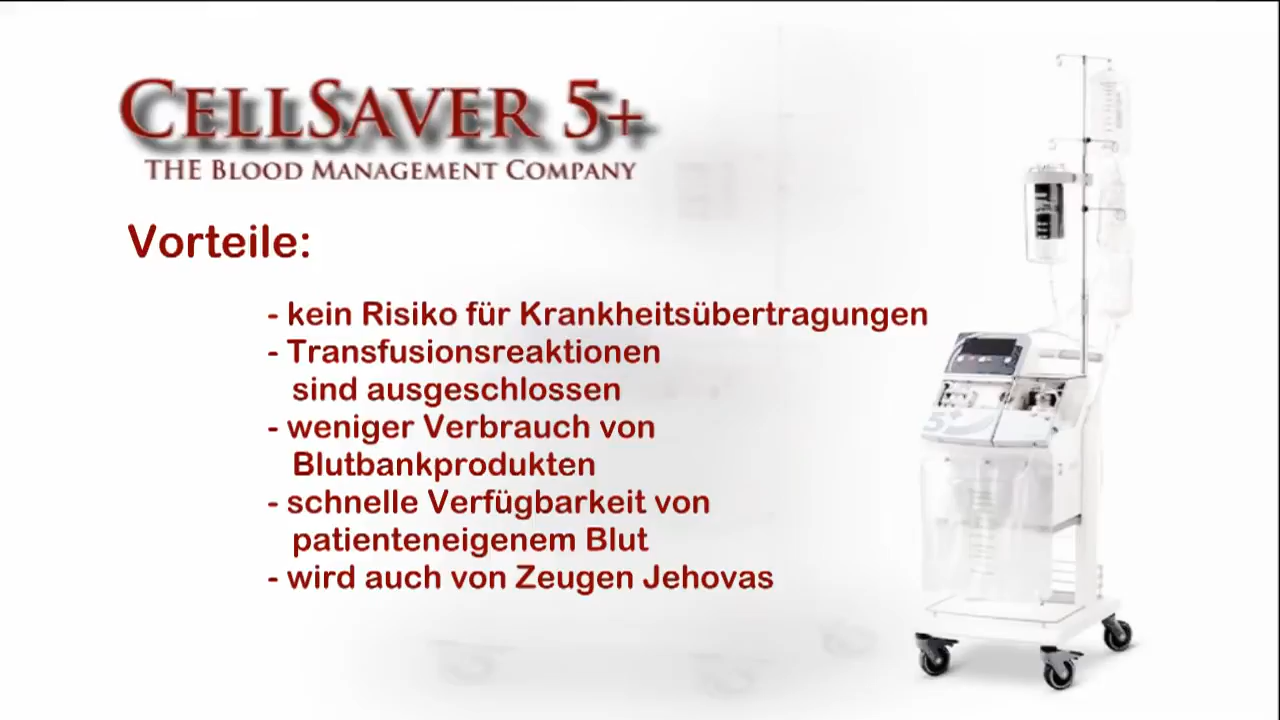 CELLSAVER 5+
THE BLOOD MANAGEMENT COMPANY
Vorteile:
- kein Risiko für Krankheitsübertragungen
- Transfusionsreaktionen
sind ausgeschlossen
- weniger Verbrauch von
Blutbankprodukten
- schnelle Verfügbarkeit von
patienteneigenem Blut
- wird auch von Zeugen Jehovas
5+